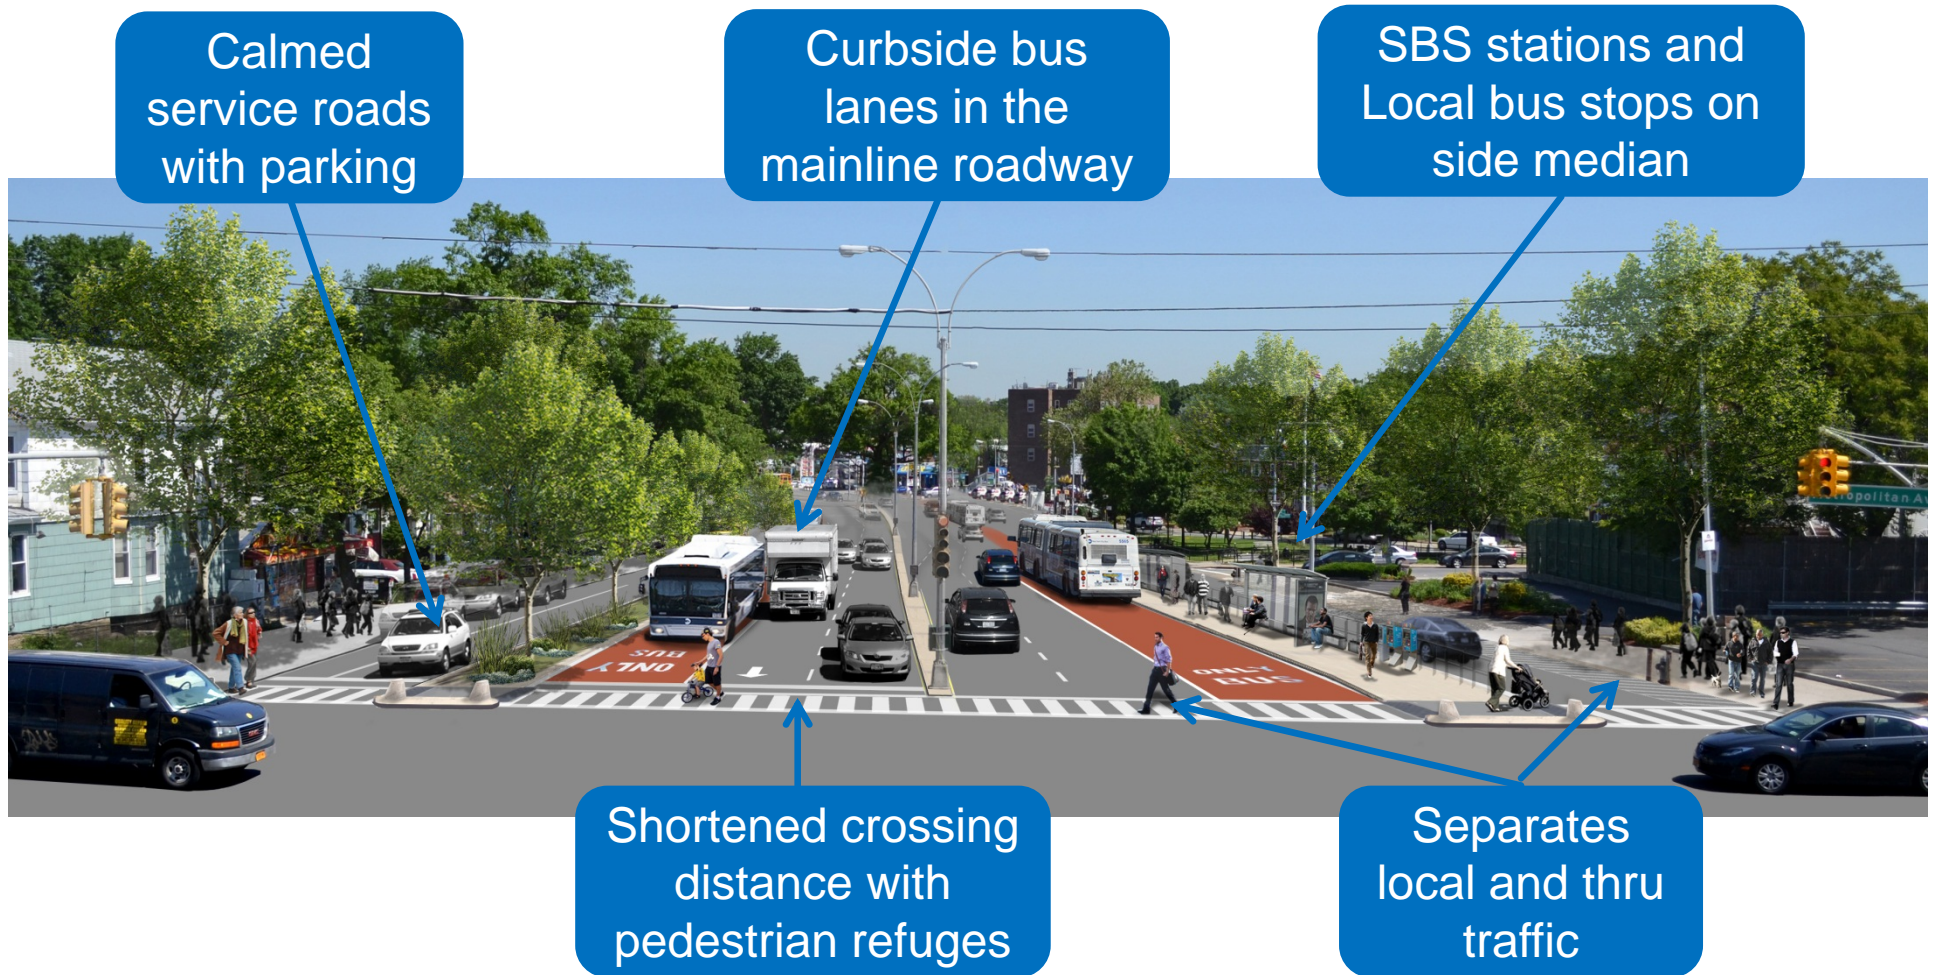 Calmed
service roads
with parking
Curbside bus
lanes in the
mainline roadway
SBS stations and
Local bus stops on
side median
ONLY
BUS
BUS
ONLY
Shortened crossing
distance with
pedestrian refuges
Separates
local and thru
traffic